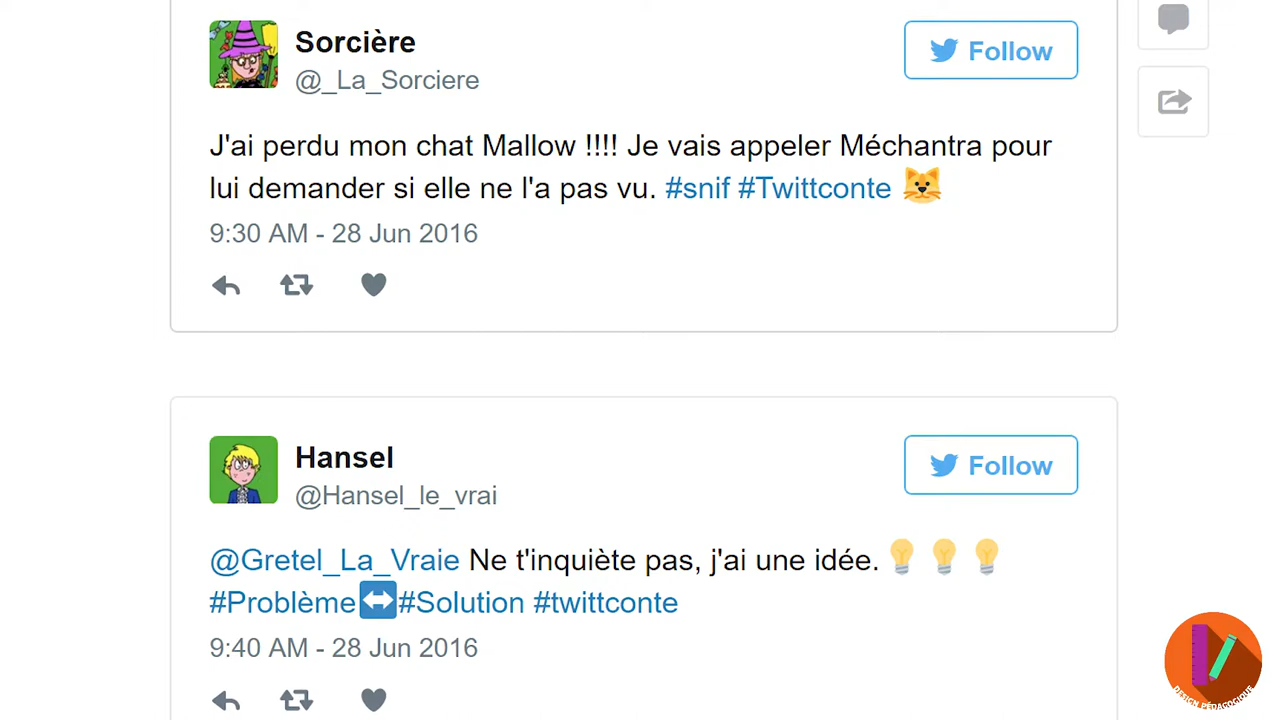 Sorcière
@_La_Sorciere
Follow
J'ai perdu mon chat Mallow !!!! Je vais appeler Méchantra pour
lui demander si elle ne l'a pas vu. #snif #Twittconte
9:30 AM - 28 Jun 2016
Hansel
@Hansel_le_vrai
Follow
@Gretel_La_Vraie Ne t'inquiète pas, j'ai une idée.
#Problème↔#Solution #twittconte
9:40 AM - 28 Jun 2016
DESIGN PÉDAGOGIQUE